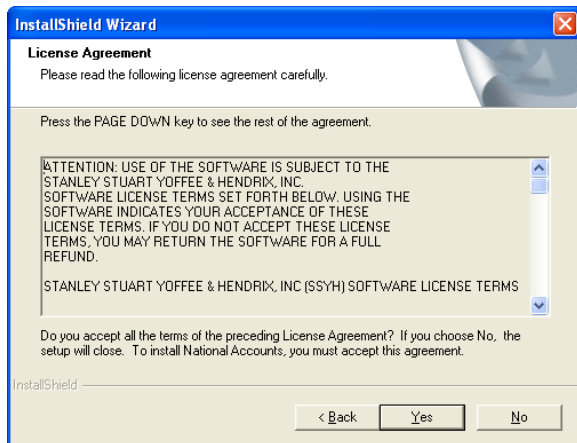 InstallShield Wizard
License Agreement
Please read the following license agreement carefully.
Press the PAGE DOWN key to see the rest of the agreement.
ATTENTION: USE OF THE SOFTWARE IS SUBJECT TO THE
STANLEY STUART YOFFEE & HENDRIX, INC.
SOFTWARE LICENSE TERMS SET FORTH BELOW. USING THE
SOFTWARE INDICATES YOUR ACCEPTANCE OF THESE
LICENSE TERMS. IF YOU DO NOT ACCEPT THESE LICENSE
TERMS, YOU MAY RETURN THE SOFTWARE FOR A FULL
REFUND.
STANLEY STUART YOFFEE & HENDRIX, INC (SSYH) SOFTWARE LICENSE TERMS
Do you accept all the terms of the preceding License Agreement? If you choose No, the
setup will close. To install National Accounts, you must accept this agreement.
InstallShield
< Back Yes No